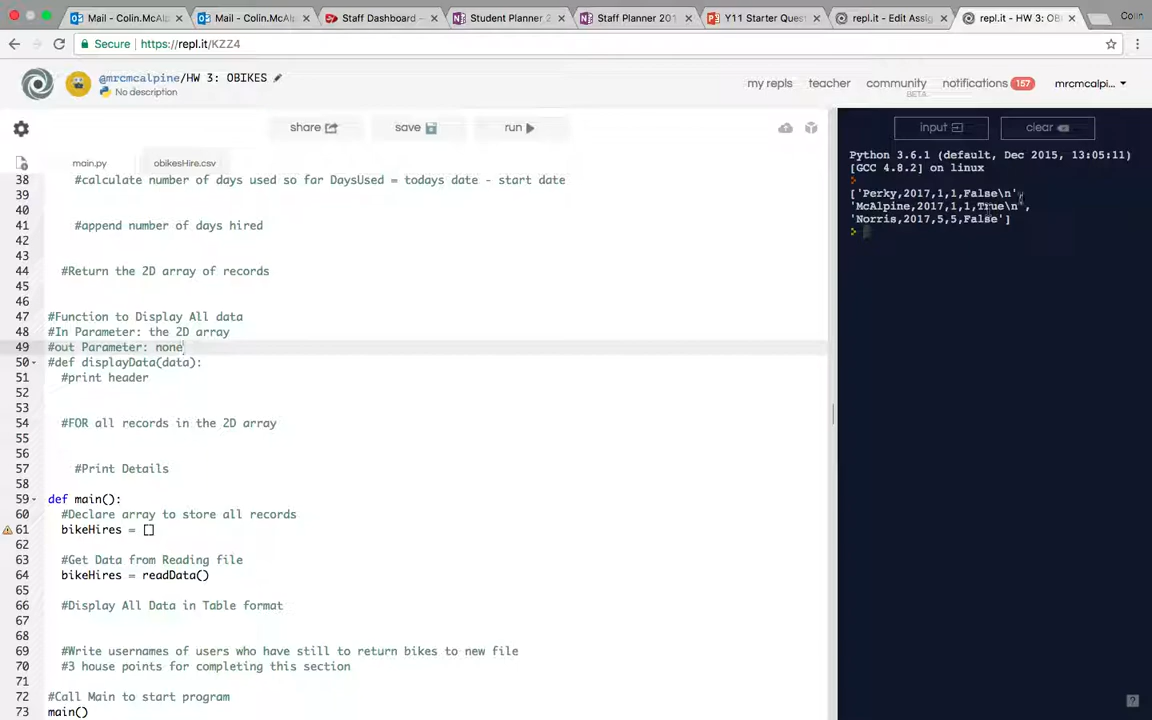 Mail - Colin.McAl
Mail - Colin.McAl
Staff Dashboard –
Student Planner 2
Staff Planner 201
Y11 Starter Quest
repl.it - Edit Assig
repl.it - HW 3: OBI
Colin
Secure
https://repl.it/KZZ4
@mrcmcalpine/HW 3: OBIKES
No description
my repls
teacher
community
BETA
notifications
157
mrcmcalpi...
share
save
run
input
clear
main.py
obikesHire.csv
38 #calculate number of days used so far DaysUsed = todays date - start date
39
40
41 #append number of days hired
42
43
44 #Return the 2D array of records
45
46
47 #Function to Display All data
48 #In Parameter: the 2D array
49 #out Parameter: none
50 #def displayData(data):
51 #print header
52
53
54 #FOR all records in the 2D array
55
56
57 #Print Details
58
59 def main():
60 #Declare array to store all records
61 bikeHires = []
62
63 #Get Data from Reading file
64 bikeHires = readData()
65
66 #Display All Data in Table format
67
68
69 #Write usernames of users who have still to return bikes to new file
70 #3 house points for completing this section
71
72 #Call Main to start program
73 main()
Python 3.6.1 (default, Dec 2015, 13:05:11)
[GCC 4.8.2] on linux
['Perky,2017,1,1,False\n',
'McAlpine,2017,1,1,True\n',
'Norris,2017,5,5,False']
?